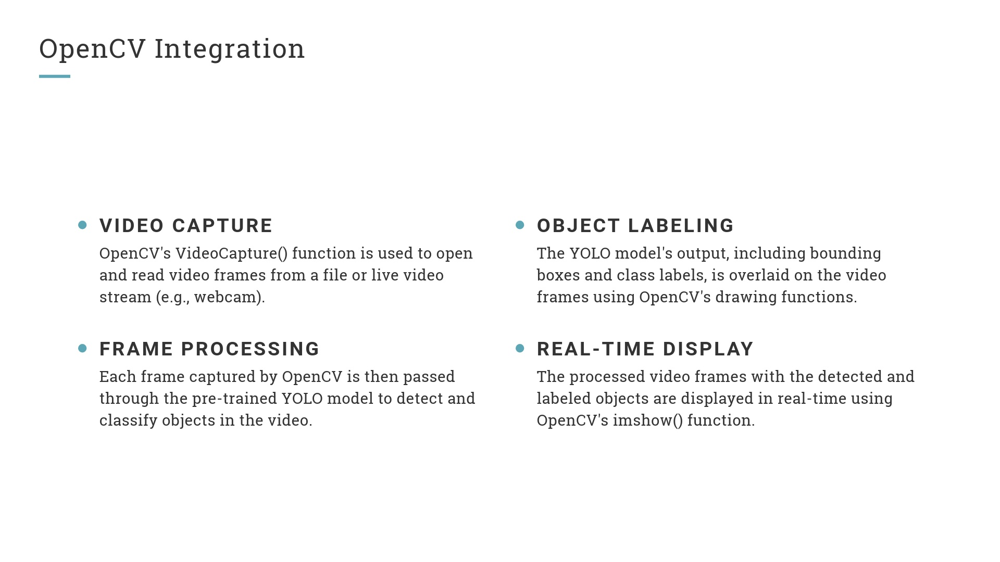 OpenCV Integration
VIDEO CAPTURE
OpenCV's VideoCapture() function is used to open
and read video frames from a file or live video
stream (e.g., webcam).
FRAME PROCESSING
Each frame captured by OpenCV is then passed
through the pre-trained YOLO model to detect and
classify objects in the video.
OBJECT LABELING
The YOLO model's output, including bounding
boxes and class labels, is overlaid on the video
frames using OpenCV's drawing functions.
REAL-TIME DISPLAY
The processed video frames with the detected and
labeled objects are displayed in real-time using
OpenCV's imshow() function.